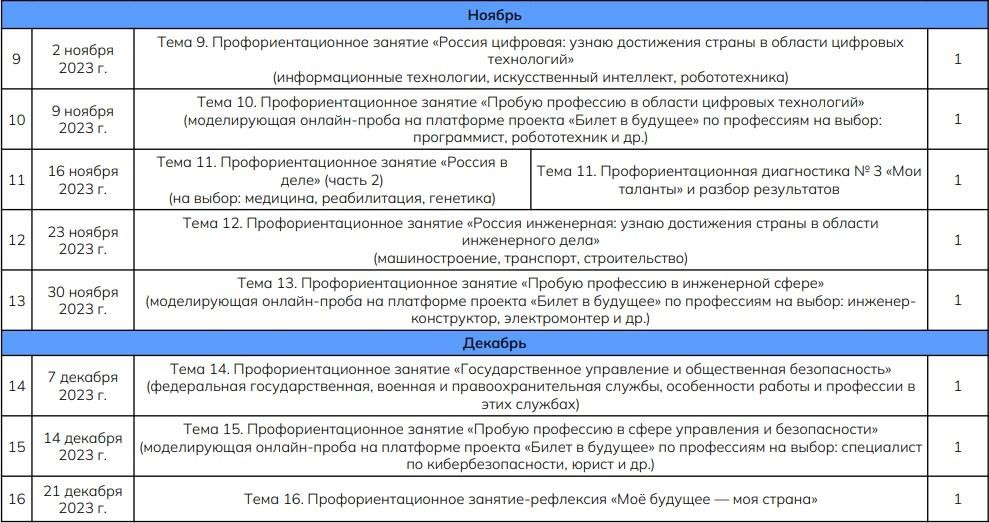 Ноябрь
9
2 ноября
2023 г.
Тема 9. Профориентационное занятие «Россия цифровая: узнаю достижения страны в области цифровых
технологий»
(информационные технологии, искусственный интеллект, робототехника)
1
10
9 ноября
2023 г.
Тема 10. Профориентационное занятие «Пробую профессию в области цифровых технологий»
(моделирующая онлайн-проба на платформе проекта «Билет в будущее» по профессиям на выбор:
программист, робототехник и др.)
1
11
16 ноября
2023 г.
Тема 11. Профориентационное занятие «Россия в
деле» (часть 2)
(на выбор: медицина, реабилитация, генетика)
Тема 11. Профориентационная диагностика № 3 «Мои
таланты» и разбор результатов
1
12
23 ноября
2023 г.
Тема 12. Профориентационное занятие «Россия инженерная: узнаю достижения страны в области
инженерного дела»
(машиностроение, транспорт, строительство)
1
13
30 ноября
2023 г.
Тема 13. Профориентационное занятие «Пробую профессию в инженерной сфере»
(моделирующая онлайн-проба на платформе проекта «Билет в будущее» по профессиям на выбор: инженер-
конструктор, электромонтер и др.)
1
Декабрь
14
7 декабря
2023 г.
Тема 14. Профориентационное занятие «Государственное управление и общественная безопасность»
(федеральная государственная, военная и правоохранительная службы, особенности работы и профессии в
этих службах)
1
15
14 декабря
2023 г.
Тема 15. Профориентационное занятие «Пробую профессию в сфере управления и безопасности»
(моделирующая онлайн-проба на платформе проекта «Билет в будущее» по профессиям на выбор: специалист
по кибербезопасности, юрист и др.)
1
16
21 декабря
2023 г.
Тема 16. Профориентационное занятие-рефлексия «Моё будущее — моя страна»
1